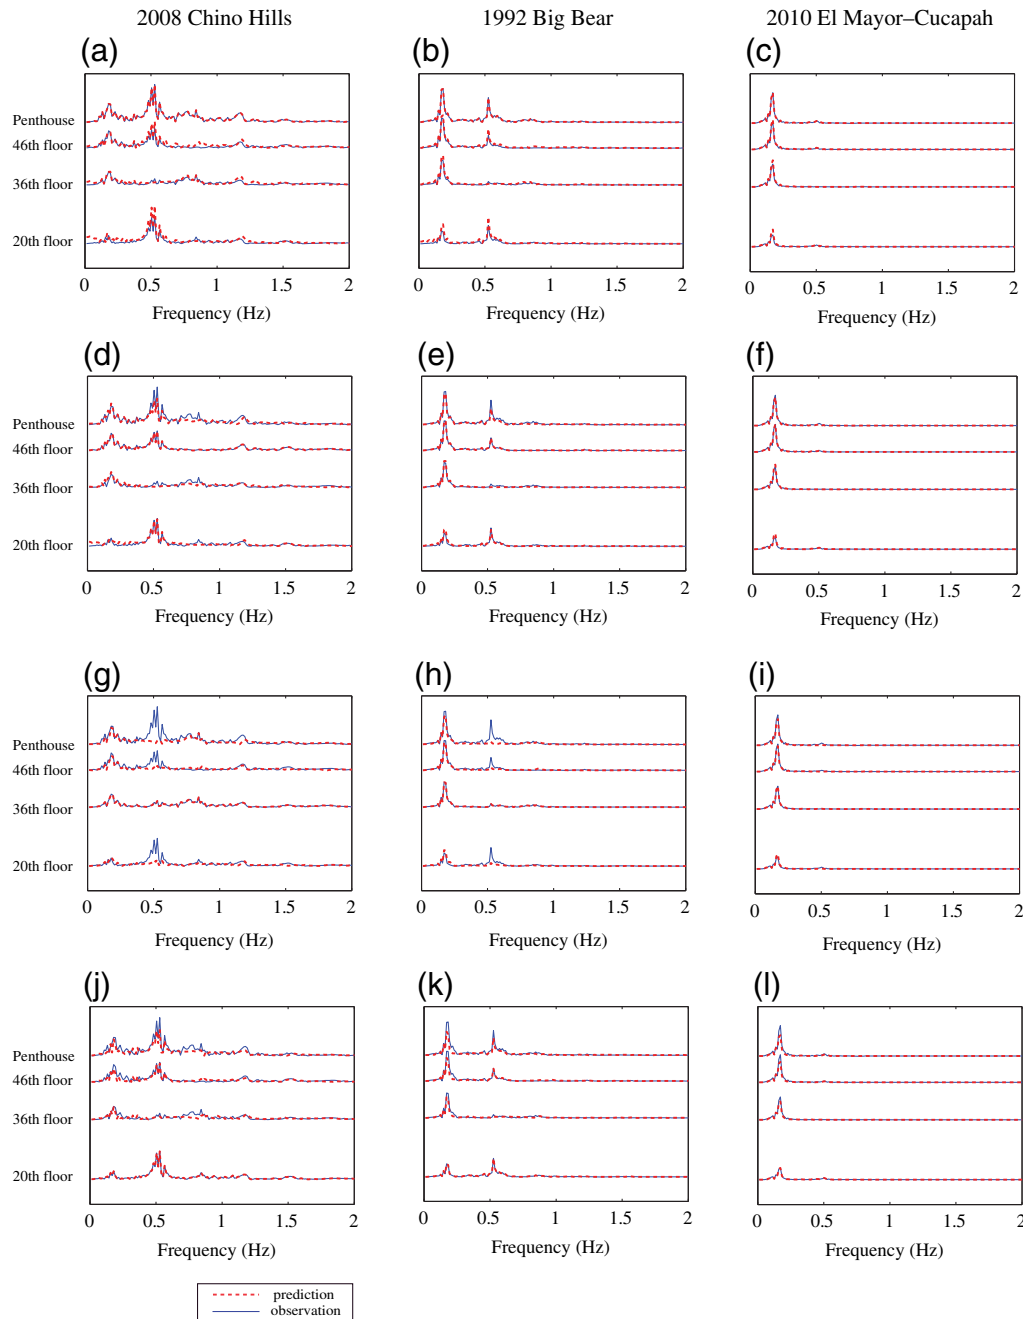 2008 Chino Hills 1992 Big Bear 2010 El Mayor–Cucapah
(a) (b) (c)
Penthouse
46th floor
36th floor
20th floor
0 0.5 1 1.5 2 0 0.5 1 1.5 2 0 0.5 1 1.5 2
Frequency (Hz) Frequency (Hz) Frequency (Hz)
(d) (e) (f)
Penthouse
46th floor
36th floor
20th floor
0 0.5 1 1.5 2 0 0.5 1 1.5 2 0 0.5 1 1.5 2
Frequency (Hz) Frequency (Hz) Frequency (Hz)
(g) (h) (i)
Penthouse
46th floor
36th floor
20th floor
0 0.5 1 1.5 2 0 0.5 1 1.5 2 0 0.5 1 1.5 2
Frequency (Hz) Frequency (Hz) Frequency (Hz)
(j) (k) (l)
Penthouse
46th floor
36th floor
20th floor
0 0.5 1 1.5 2 0 0.5 1 1.5 2 0 0.5 1 1.5 2
Frequency (Hz) Frequency (Hz) Frequency (Hz)
prediction
observation